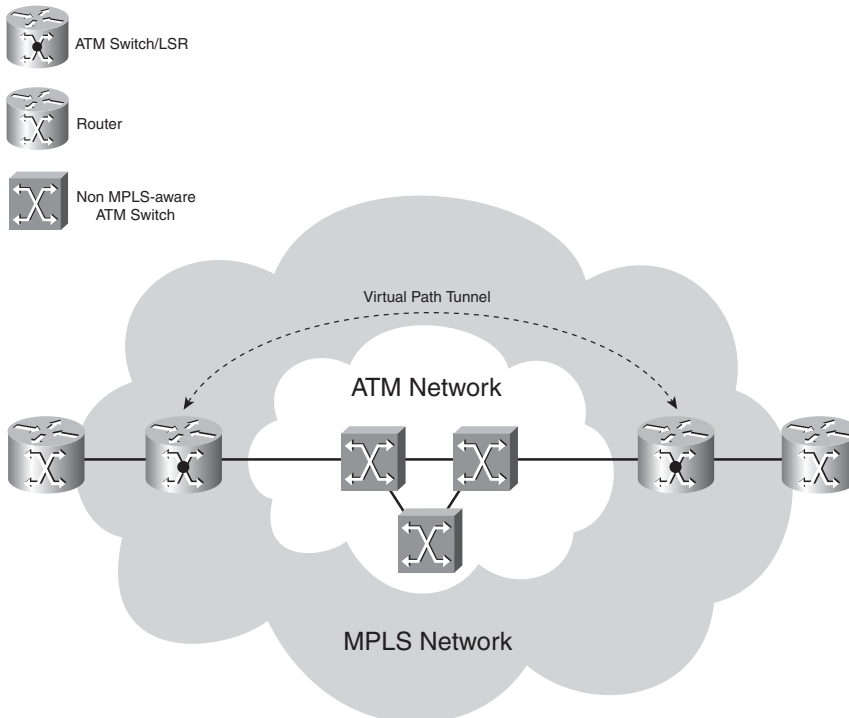 ATM Switch/LSR
Router
Non MPLS-aware
ATM Switch
Virtual Path Tunnel
ATM Network
MPLS Network